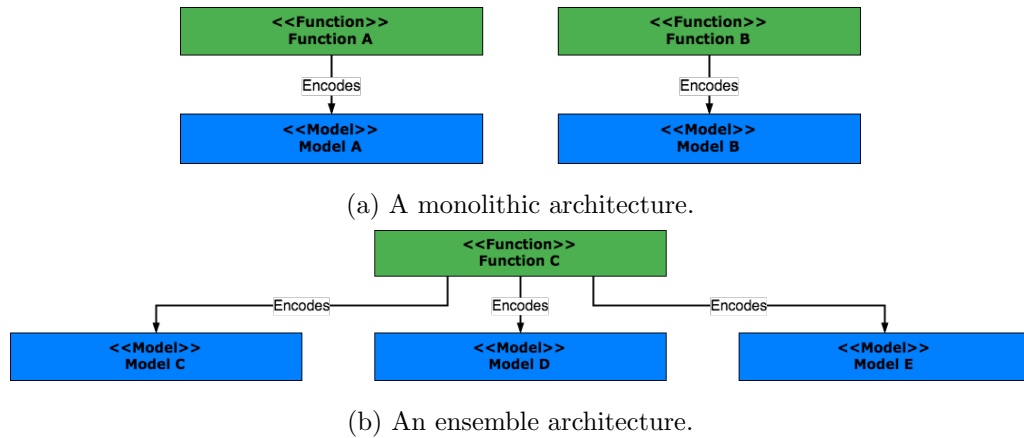 <<Function>>
Function A
<<Function>>
Function B
Encodes
Encodes
<<Model>>
Model A
<<Model>>
Model B
(a) A monolithic architecture.
<<Function>>
Function C
Encodes
Encodes
Encodes
<<Model>>
Model C
<<Model>>
Model D
<<Model>>
Model E
(b) An ensemble architecture.